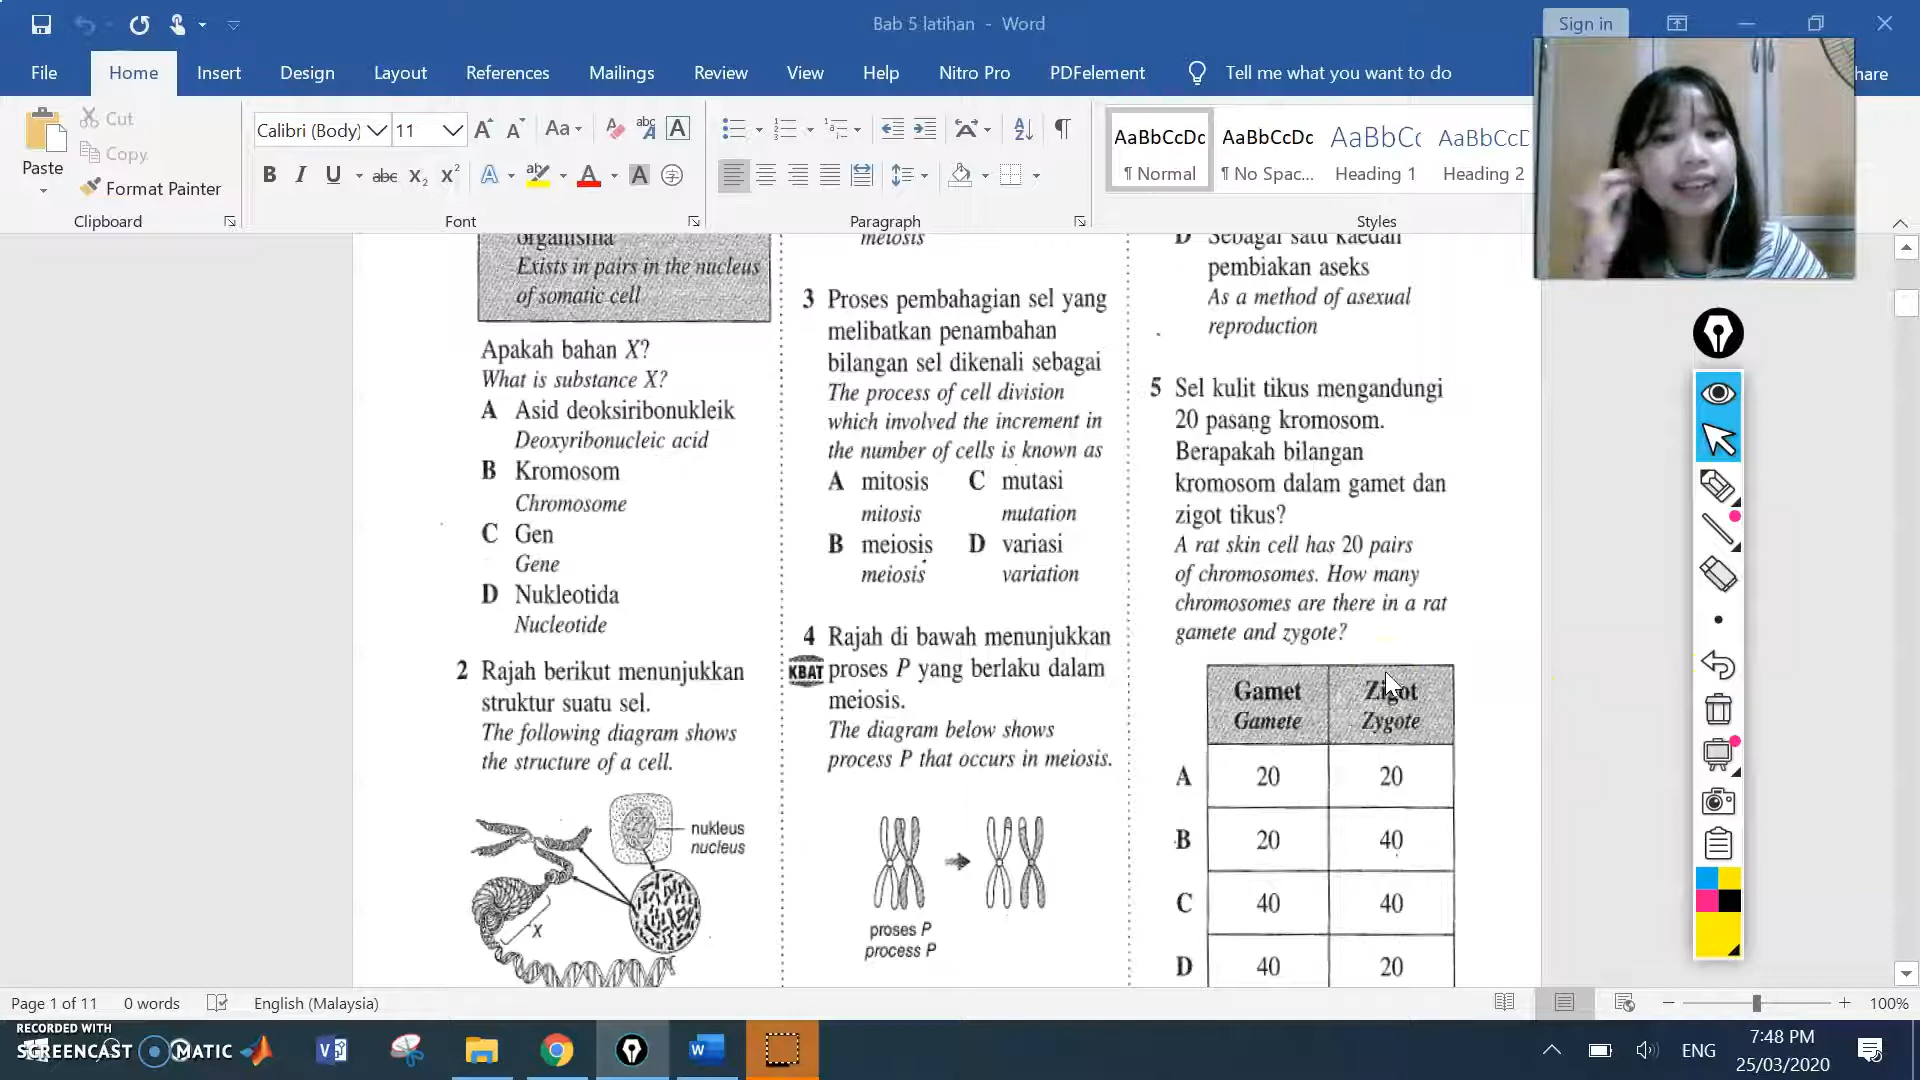 Bab 5 latihan - Word
Sign in
File Home Insert Design Layout References Mailings Review View Help Nitro Pro PDFelement Tell me what you want to do hare
Paste
Cut
Copy
Format Painter
Clipboard
Calibri (Body) 11
Font
Paragraph
AaBbCcDc AaBbCcDc AaBbCc AaBbCcD
¶ Normal ¶ No Spac... Heading 1 Heading 2
Styles
organisma
Exists in pairs in the nucleus
of somatic cell
Apakah bahan X?
What is substance X?
A Asid deoksiribonukleik
Deoxyribonucleic acid
B Kromosom
Chromosome
C Gen
Gene
D Nukleotida
Nucleotide
2 Rajah berikut menunjukkan
struktur suatu sel.
The following diagram shows
the structure of a cell.
nukleus
nucleus
X
meiosis
3 Proses pembahagian sel yang
melibatkan penambahan
bilangan sel dikenali sebagai
The process of cell division
which involved the increment in
the number of cells is known as
A mitosis C mutasi
mitosis mutation
B meiosis D variasi
meiosis variation
4 Rajah di bawah menunjukkan
KBAT proses P yang berlaku dalam
meiosis.
The diagram below shows
process P that occurs in meiosis.
proses P
process P
D Sebagai satu kaedah
pembiakan aseks
As a method of asexual
reproduction
5 Sel kulit tikus mengandungi
20 pasang kromosom.
Berapakah bilangan
kromosom dalam gamet dan
zigot tikus?
A rat skin cell has 20 pairs
of chromosomes. How many
chromosomes are there in a rat
gamete and zygote?
Gamet Zigot
Gamete Zygote
A 20 20
B 20 40
C 40 40
D 40 20
Page 1 of 11 0 words English (Malaysia) 100%
RECORDED WITH
SCREENCAST MATIC
ENG
7:48 PM
25/03/2020